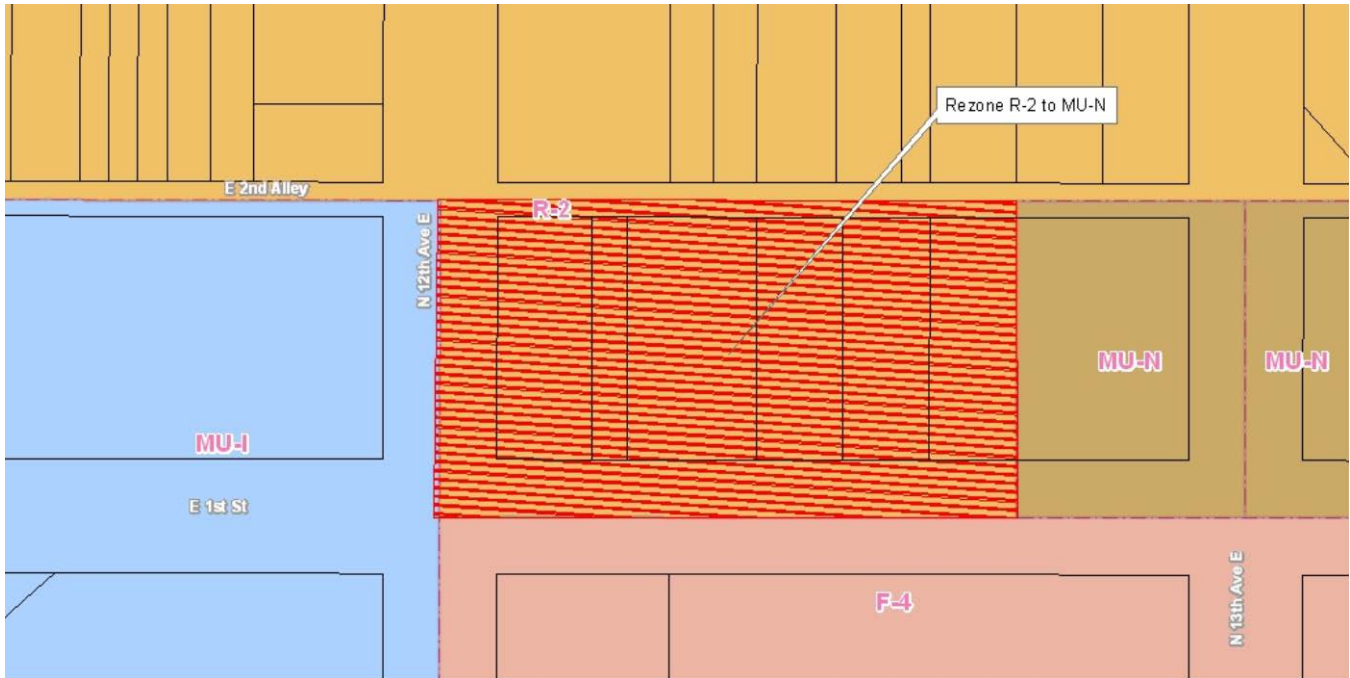 Rezone R-2 to MU-N
E 2nd Alley
R-2
N 12th Ave E
MU-N
MU-N
MU-I
E 1st St
N 13th Ave E
F-4